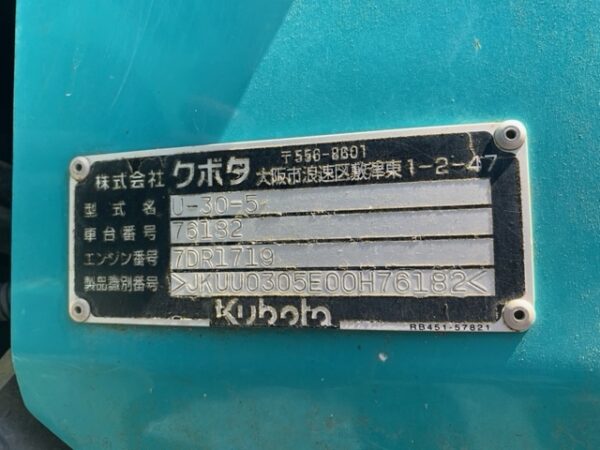 〒556-8601
株式会社 クボタ 大阪市浪速区敷津東1-2-47
型式名 U-30-5
車台番号 76182
エンジン番号 7DR1719
製品識別番号 >JKUU0305E00H76182<
Kubota
RB451-57821